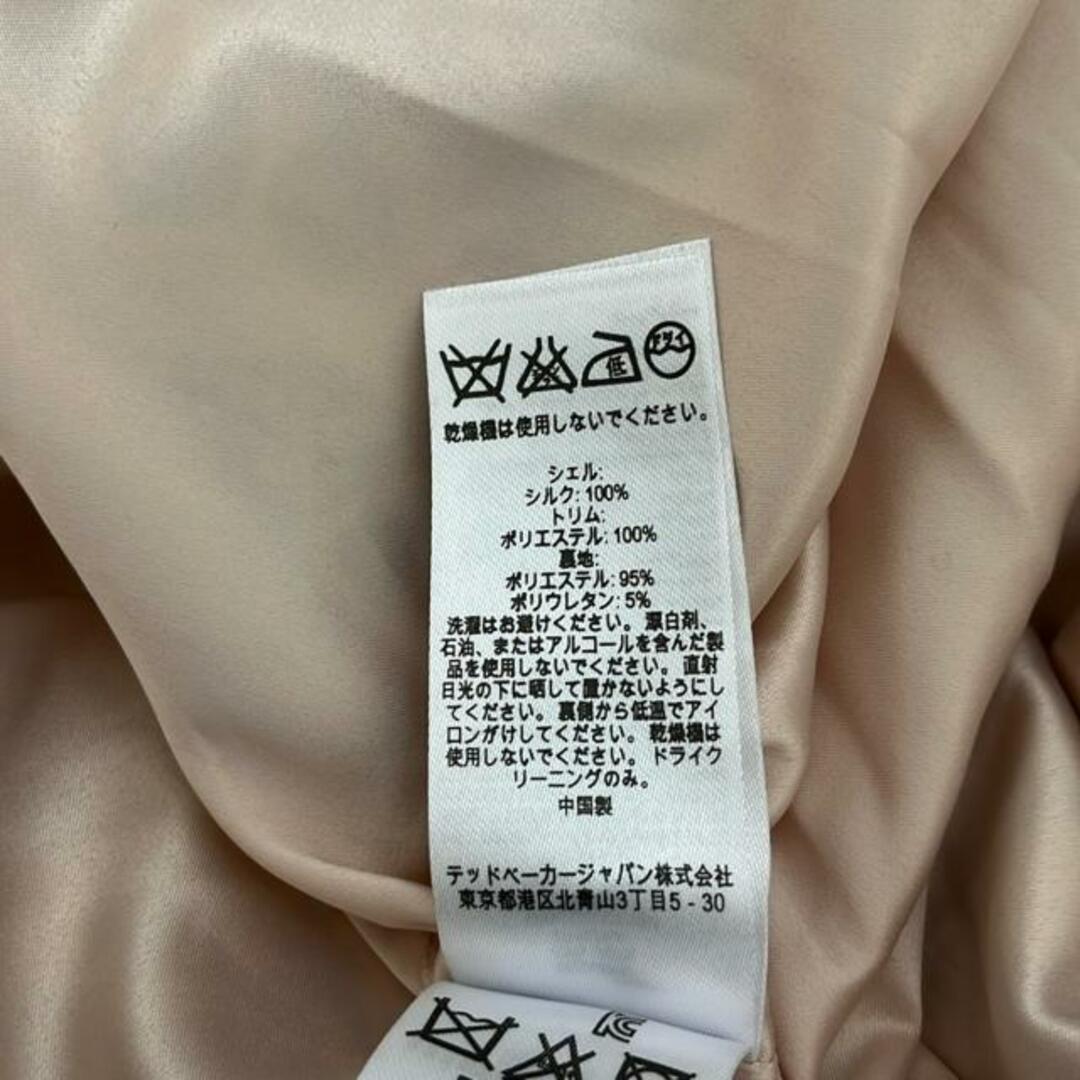 低
乾燥機は使用しないでください。
シェル:
シルク: 100%
トリム:
ポリエステル: 100%
裏地:
ポリエステル: 95%
ポリウレタン: 5%
洗濯はお避けください。 漂白剤、
石油、またはアルコールを含んだ製
品を使用しないでください。 直射
日光の下に晒して置かないようにし
てください。 裏側から低温でアイ
ロンがけしてください。 乾燥機は
使用しないでください。 ドライク
リーニングのみ。
中国製
テッドベーカージャパン株式会社
東京都港区北青山3丁目5 - 30